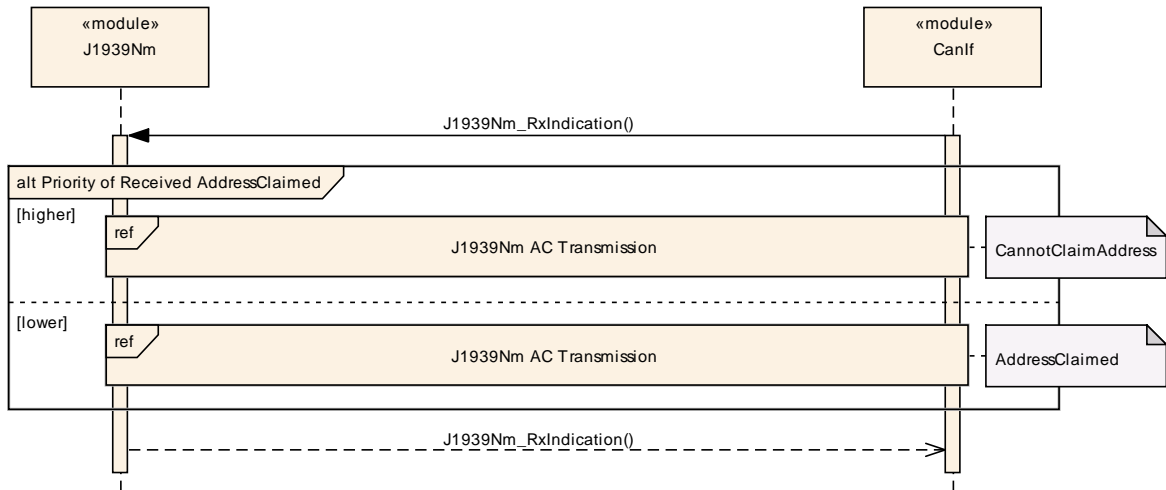 «module»
J1939Nm
«module»
CanIf
J1939Nm_RxIndication()
alt Priority of Received AddressClaimed
[higher]
ref
J1939Nm AC Transmission
CannotClaimAddress
[lower]
ref
J1939Nm AC Transmission
AddressClaimed
J1939Nm_RxIndication()